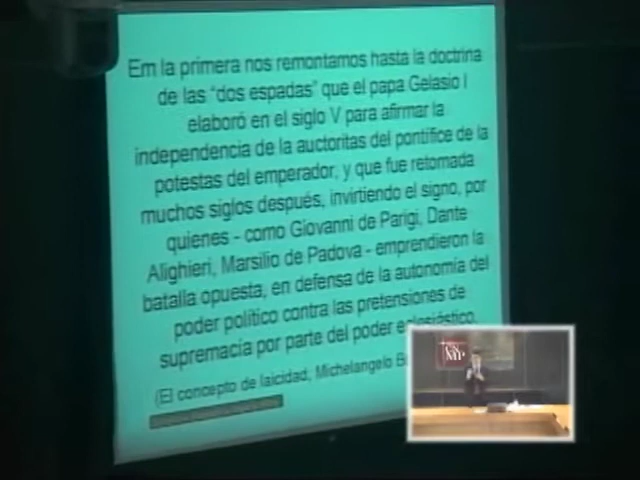 Em la primera nos remontamos hasta la doctrina
de las "dos espadas" que el papa Gelasio I
elaboró en el siglo V para afirmar la
independencia de la auctoritas del pontífice de la
potestas del emperador; y que fue retomada
muchos siglos después, invirtiendo el signo, por
quienes - como Giovanni de Parigi, Dante
Alighieri, Marsilio de Padova - emprendieron la
batalla opuesta, en defensa de la autonomía del
poder político contra las pretensiones de
supremacía por parte del poder eclesiástico.
(El concepto de laicidad, Michelangelo